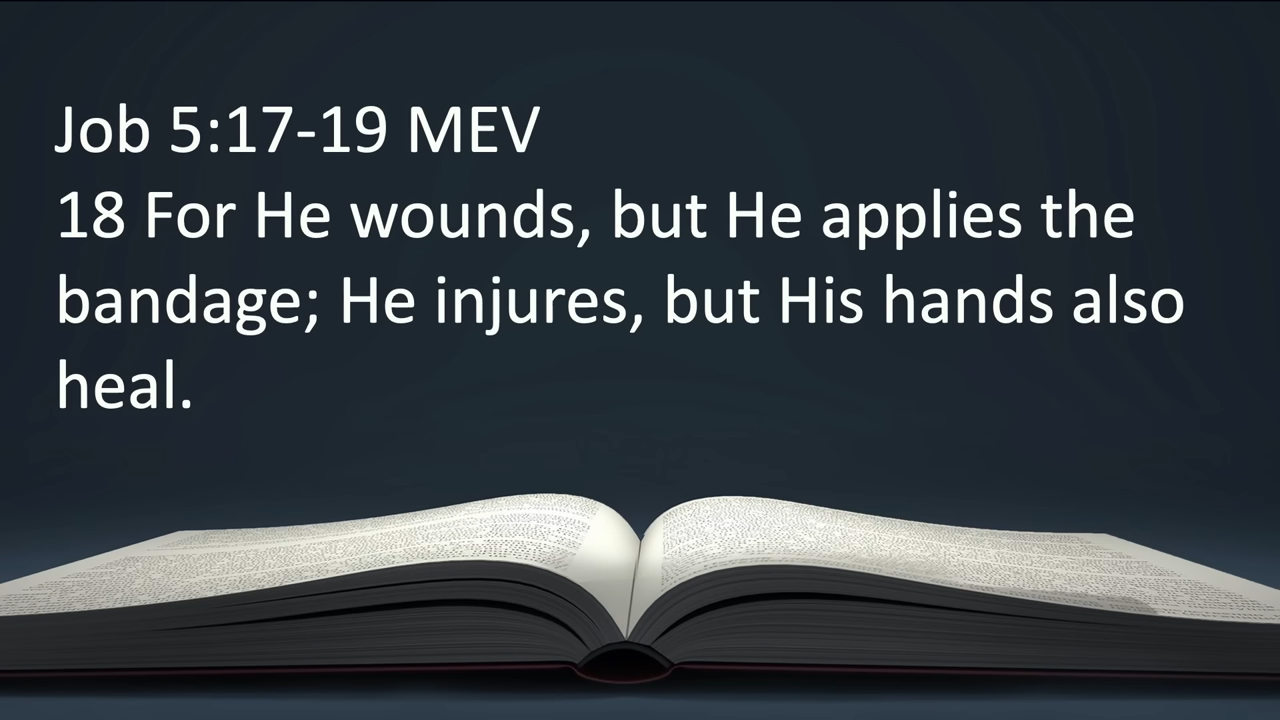 Job 5:17-19 MEV
18 For He wounds, but He applies the
bandage; He injures, but His hands also
heal.